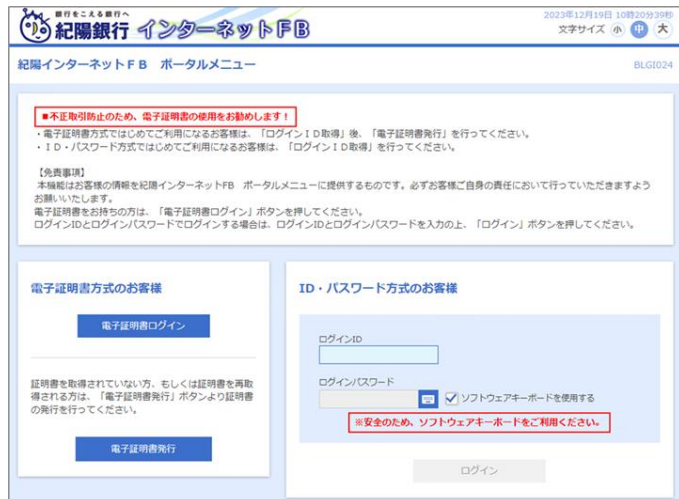 銀行をこえる銀行へ
紀陽銀行 インターネットFB
2023年12月19日 10時20分39秒
文字サイズ 小 中 大
紀陽インターネットFB ポータルメニュー
BLGI024
■不正取引防止のため、電子証明書の使用をお勧めします！
・電子証明書方式ではじめてご利用になるお客様は、「ログインID取得」後、「電子証明書発行」を行ってください。
・ID・パスワード方式ではじめてご利用になるお客様は、「ログインID取得」を行ってください。
【免責事項】
本機能はお客様の情報を紀陽インターネットFB ポータルメニューに提供するものです。必ずお客様ご自身の責任において行っていただきますよう
お願いいたします。
電子証明書をお持ちの方は、「電子証明書ログイン」ボタンを押してください。
ログインIDとログインパスワードでログインする場合は、ログインIDとログインパスワードを入力の上、「ログイン」ボタンを押してください。
電子証明書方式のお客様
電子証明書ログイン
証明書を取得されていない方、もしくは証明書を再取
得される方は、「電子証明書発行」ボタンより証明書
の発行を行ってください。
電子証明書発行
ID・パスワード方式のお客様
ログインID
ログインパスワード
ソフトウェアキーボードを使用する
※安全のため、ソフトウェアキーボードをご利用ください。
ログイン